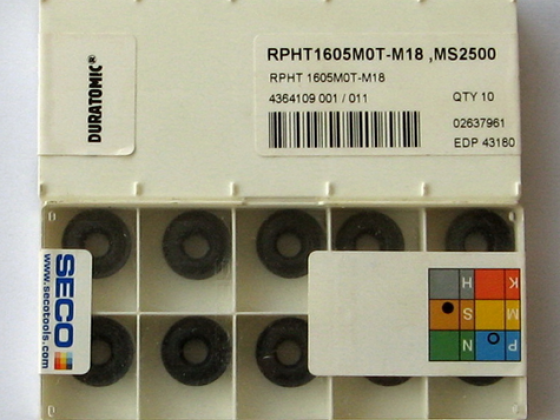 DURATOMIC®
RPHT1605M0T-M18 ,MS2500
RPHT 1605M0T-M18
4364109 001 / 011
QTY 10
02637961
EDP 43180
SECO
www.secotools.com
H
K
S
M
N
P